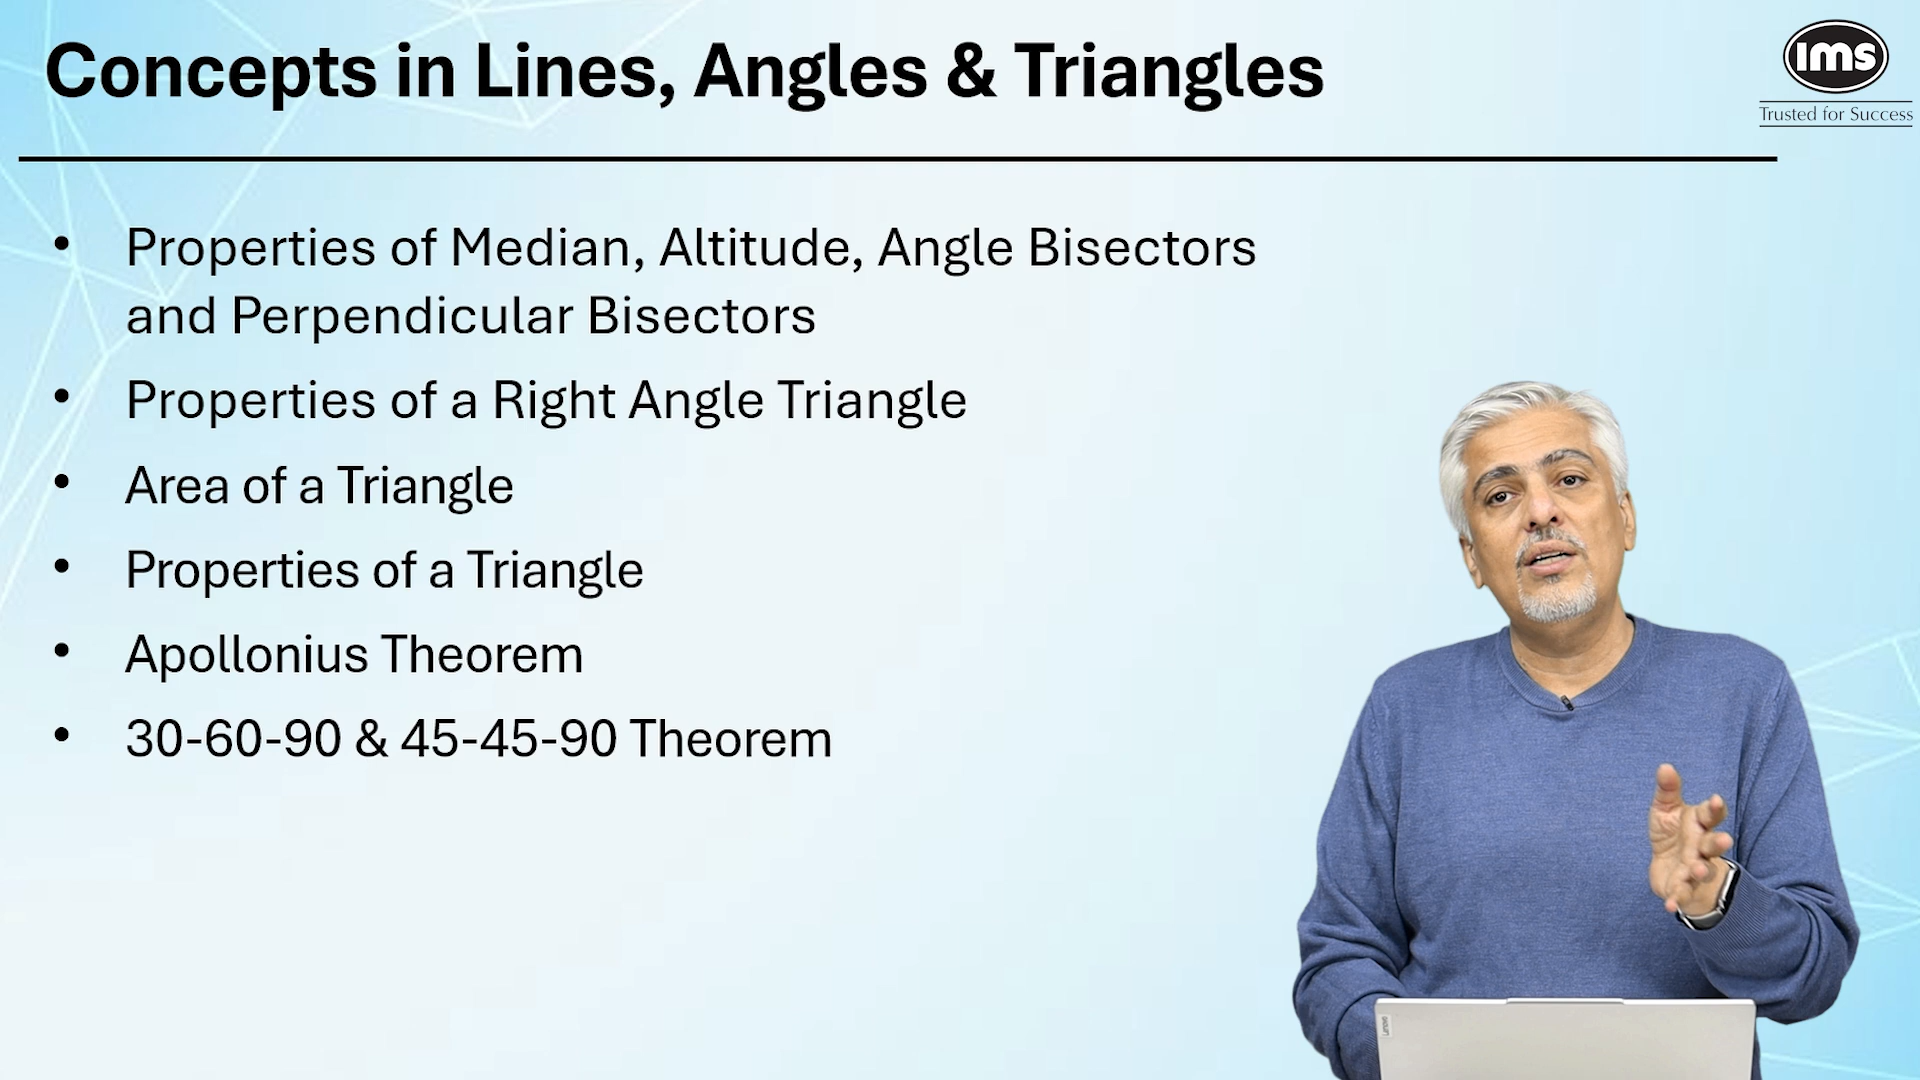 Concepts in Lines, Angles & Triangles
ims
Trusted for Success
• Properties of Median, Altitude, Angle Bisectors
and Perpendicular Bisectors
• Properties of a Right Angle Triangle
• Area of a Triangle
• Properties of a Triangle
• Apollonius Theorem
• 30-60-90 & 45-45-90 Theorem
Lenovo